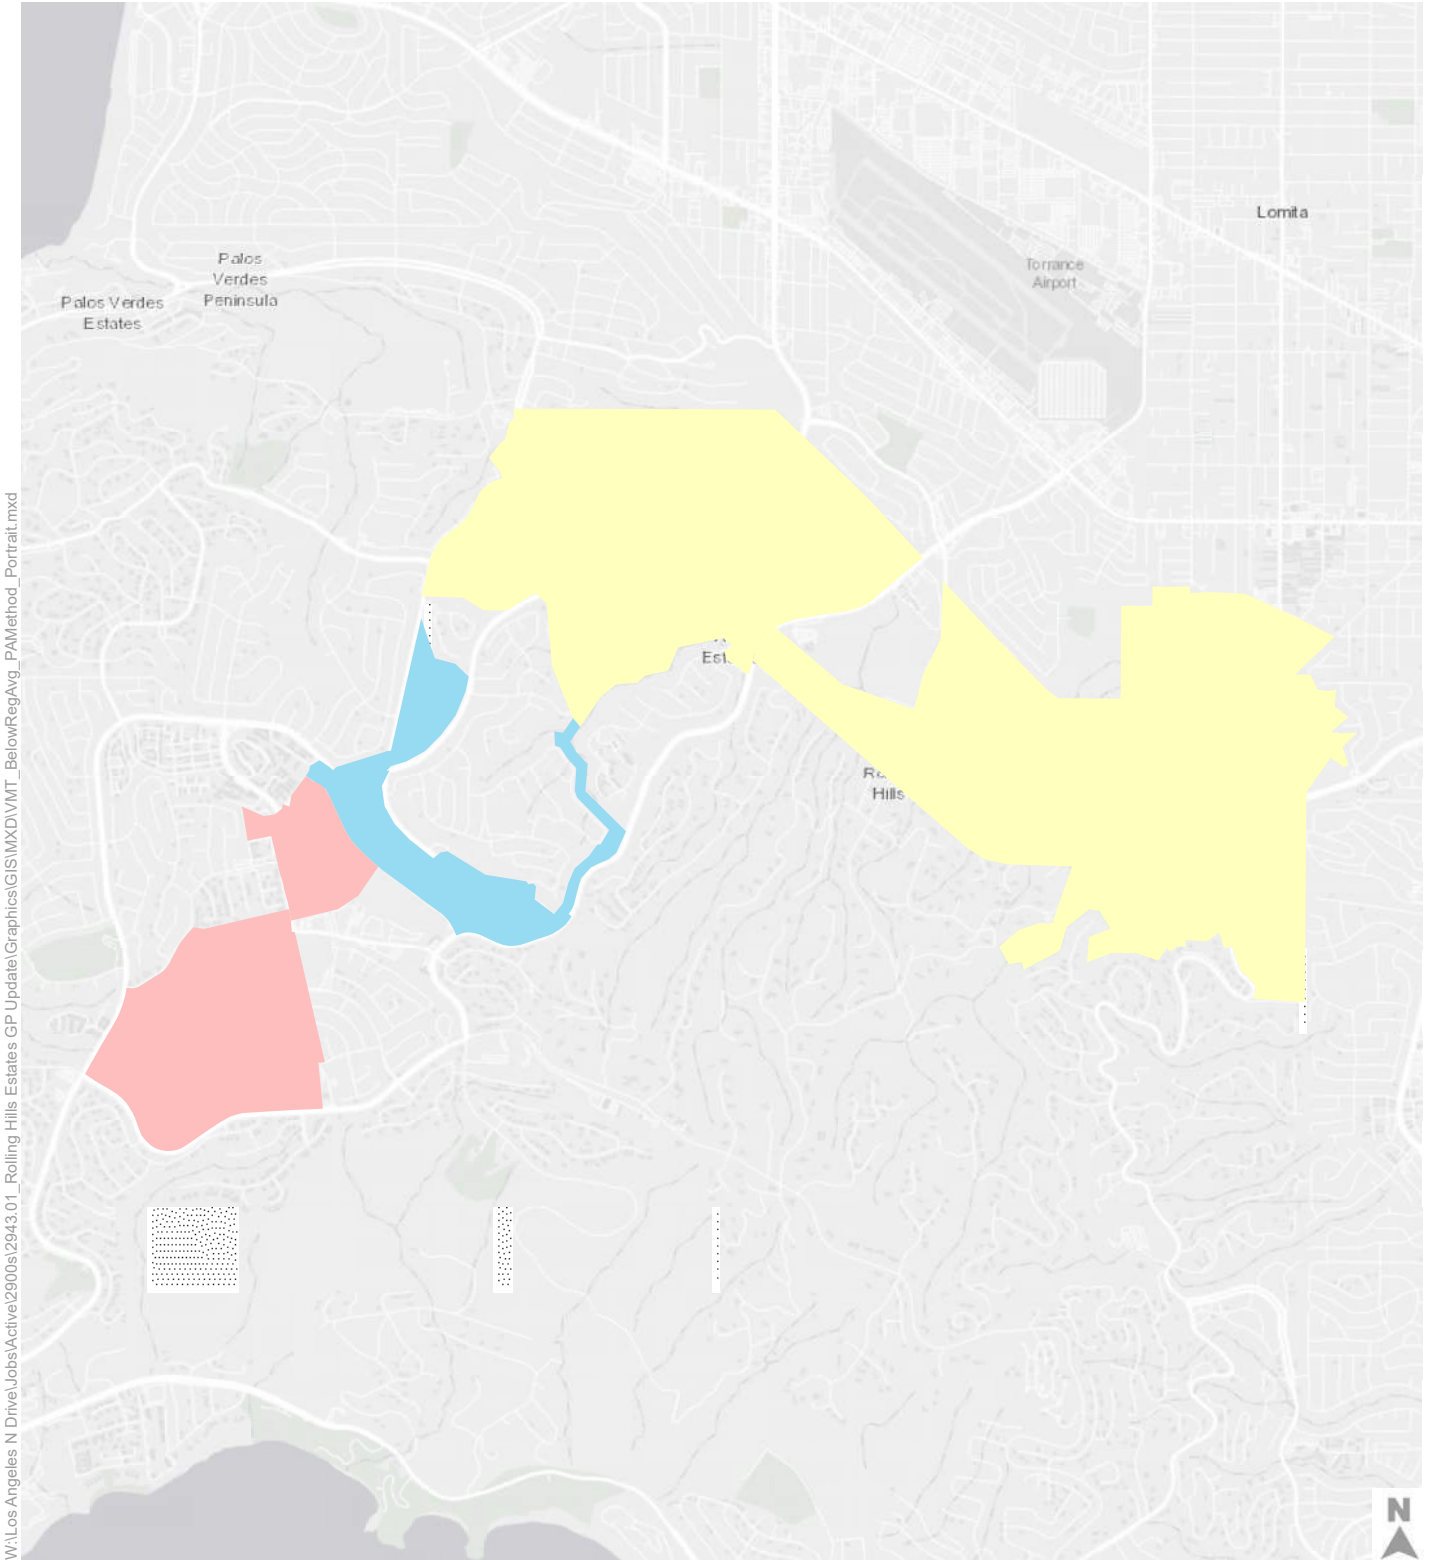 Lomita
Palos
Verdes
Peninsula
Torrance
Airport
Palos Verdes
Estates
Hills
W:\Los Angeles N Drive\Jobs\Active\2900s\2943.01_Rolling Hills Estates GP Update\Graphics\GIS\MXD\VMT_BelowRegAvg_PAMethod_Portrait.mxd
N